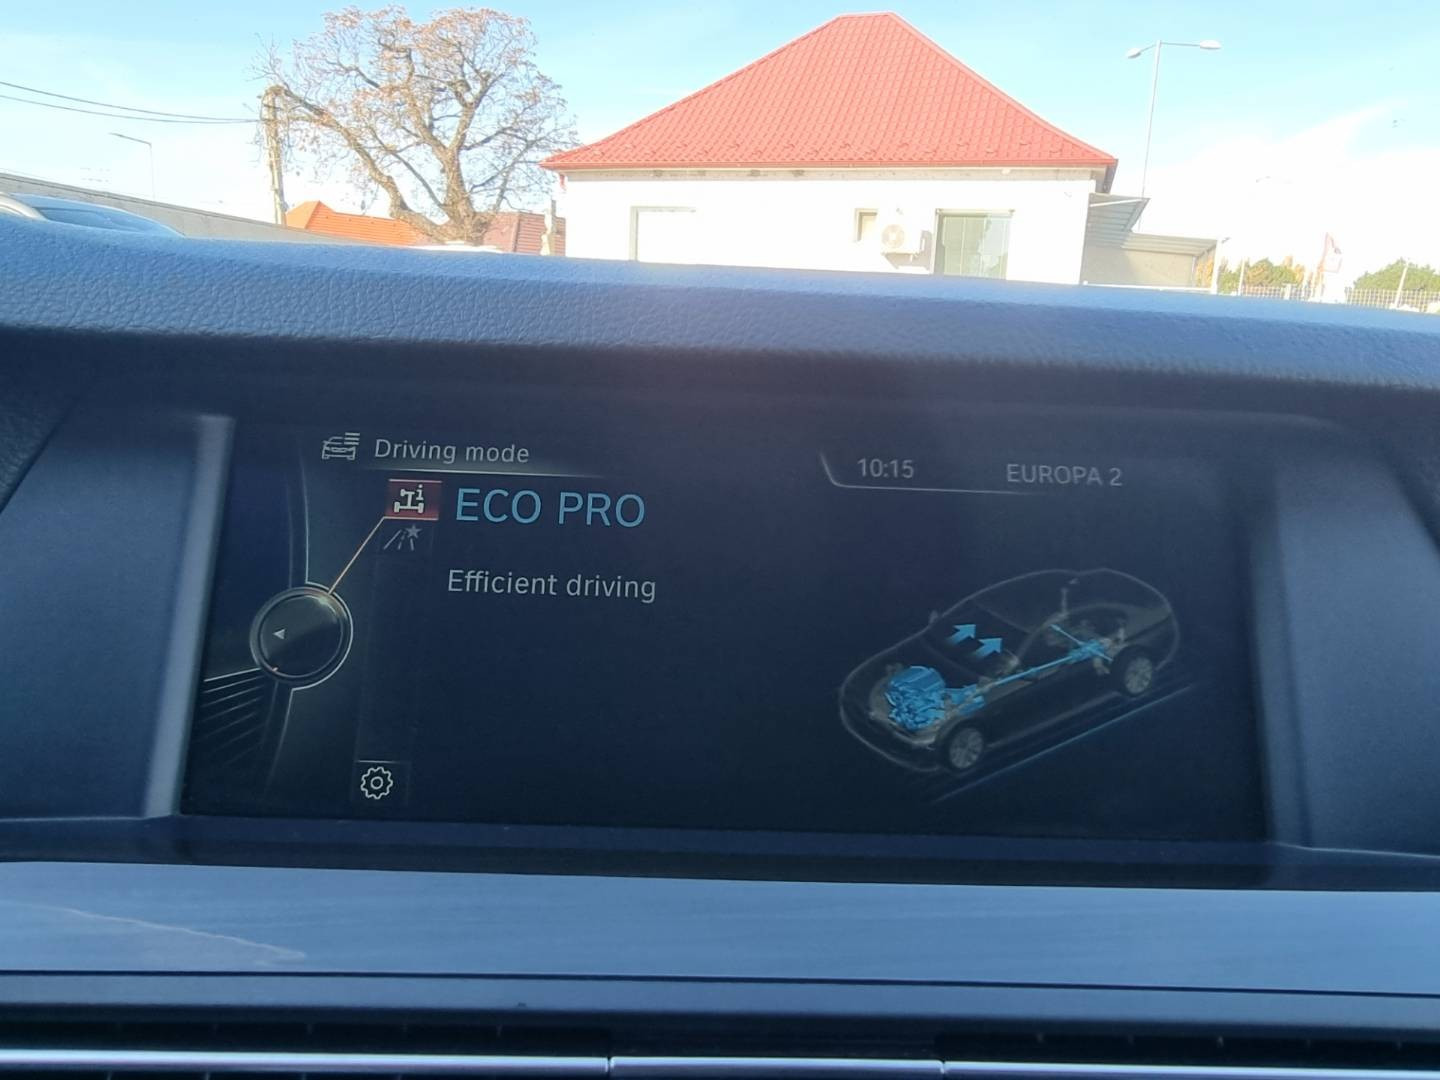 Driving mode
10:15
EUROPA 2
ECO PRO
Efficient driving